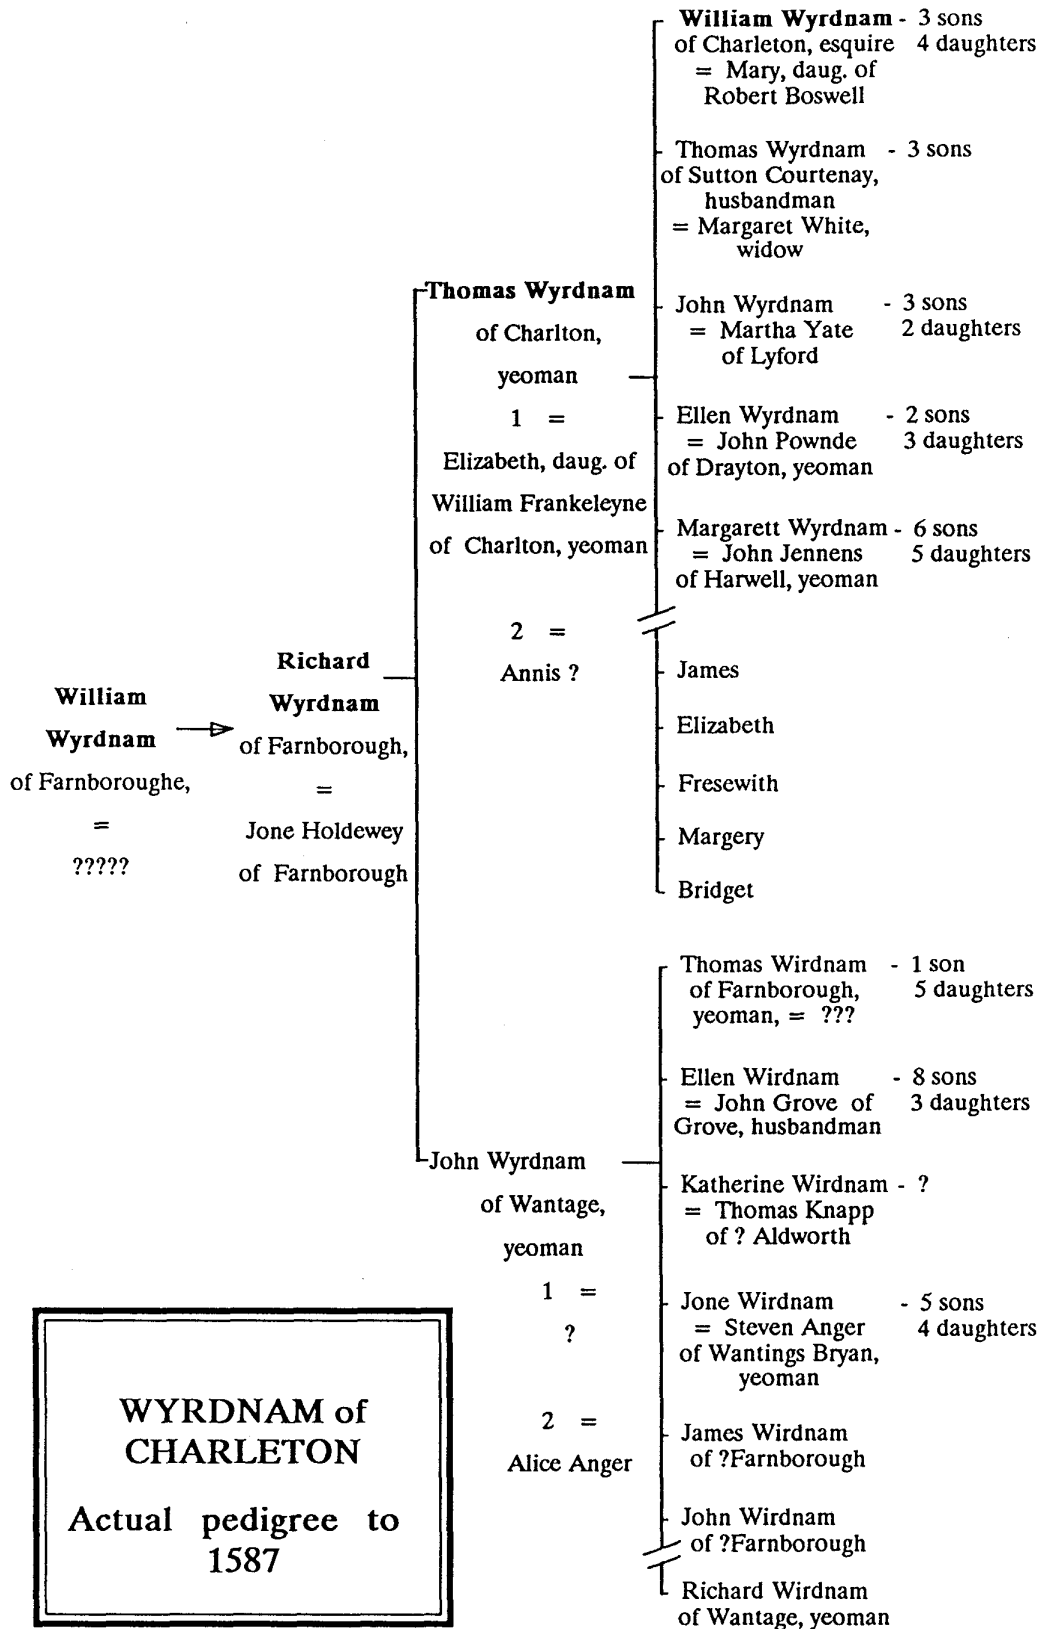 William Wyrdnam - 3 sons
of Charleton, esquire 4 daughters
= Mary, daug. of
Robert Boswell
Thomas Wyrdnam - 3 sons
of Sutton Courtenay,
husbandman
= Margaret White,
widow
John Wyrdnam - 3 sons
= Martha Yate 2 daughters
of Lyford
Ellen Wyrdnam - 2 sons
= John Pownde 3 daughters
of Drayton, yeoman
Margarett Wyrdnam - 6 sons
= John Jennens 5 daughters
of Harwell, yeoman
James
Elizabeth
Fresewith
Margery
Bridget
Thomas Wyrdnam
of Charlton,
yeoman
1 =
Elizabeth, daug. of
William Frankeleyne
of Charlton, yeoman
2 =
Annis ?
Richard
Wyrdnam
of Farnborough,
=
Jone Holdewey
of Farnborough
William
Wyrdnam
of Farnboroughe,
=
?????
Thomas Wirdnam - 1 son
of Farnborough, 5 daughters
yeoman, = ???
Ellen Wirdnam - 8 sons
= John Grove of 3 daughters
Grove, husbandman
Katherine Wirdnam - ?
= Thomas Knapp
of ? Aldworth
Jone Wirdnam - 5 sons
= Steven Anger 4 daughters
of Wantings Bryan,
yeoman
James Wirdnam
of ?Farnborough
John Wirdnam
of ?Farnborough
Richard Wirdnam
of Wantage, yeoman
John Wyrdnam
of Wantage,
yeoman
1 =
?
2 =
Alice Anger
WYRDNAM of
CHARLETON
Actual pedigree to
1587